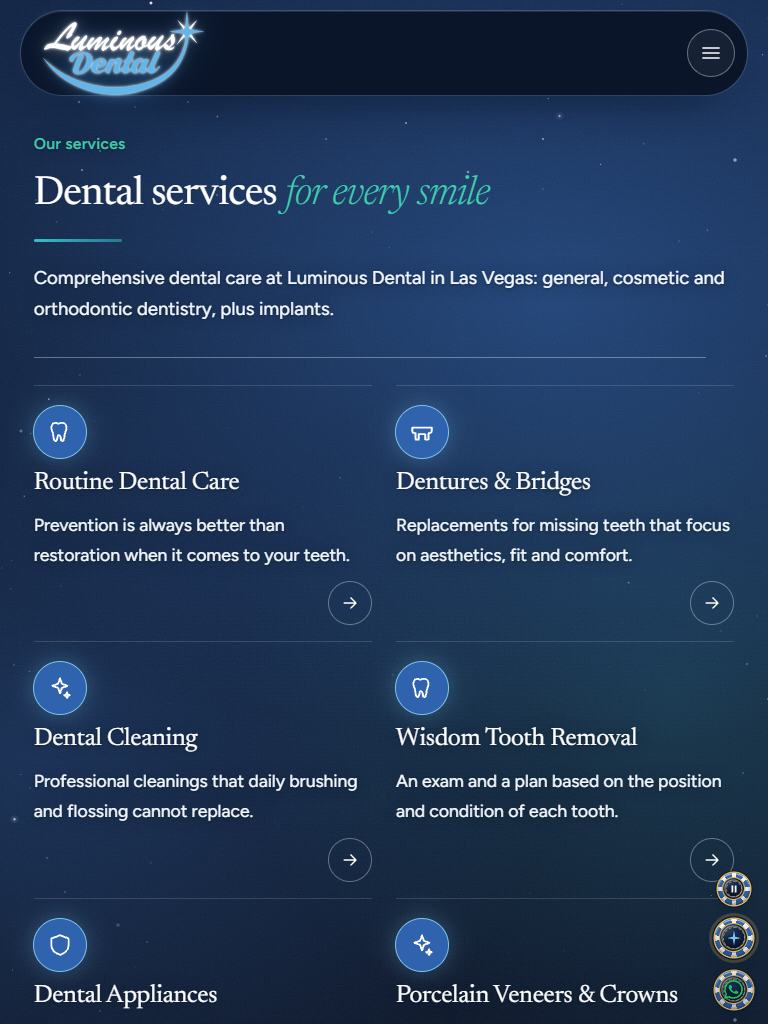 Luminous
Dental
Our services
Dental services for every smile
Comprehensive dental care at Luminous Dental in Las Vegas: general, cosmetic and
orthodontic dentistry, plus implants.
Routine Dental Care
Prevention is always better than
restoration when it comes to your teeth.
Dentures & Bridges
Replacements for missing teeth that focus
on aesthetics, fit and comfort.
Dental Cleaning
Professional cleanings that daily brushing
and flossing cannot replace.
Wisdom Tooth Removal
An exam and a plan based on the position
and condition of each tooth.
Dental Appliances
Porcelain Veneers & Crowns